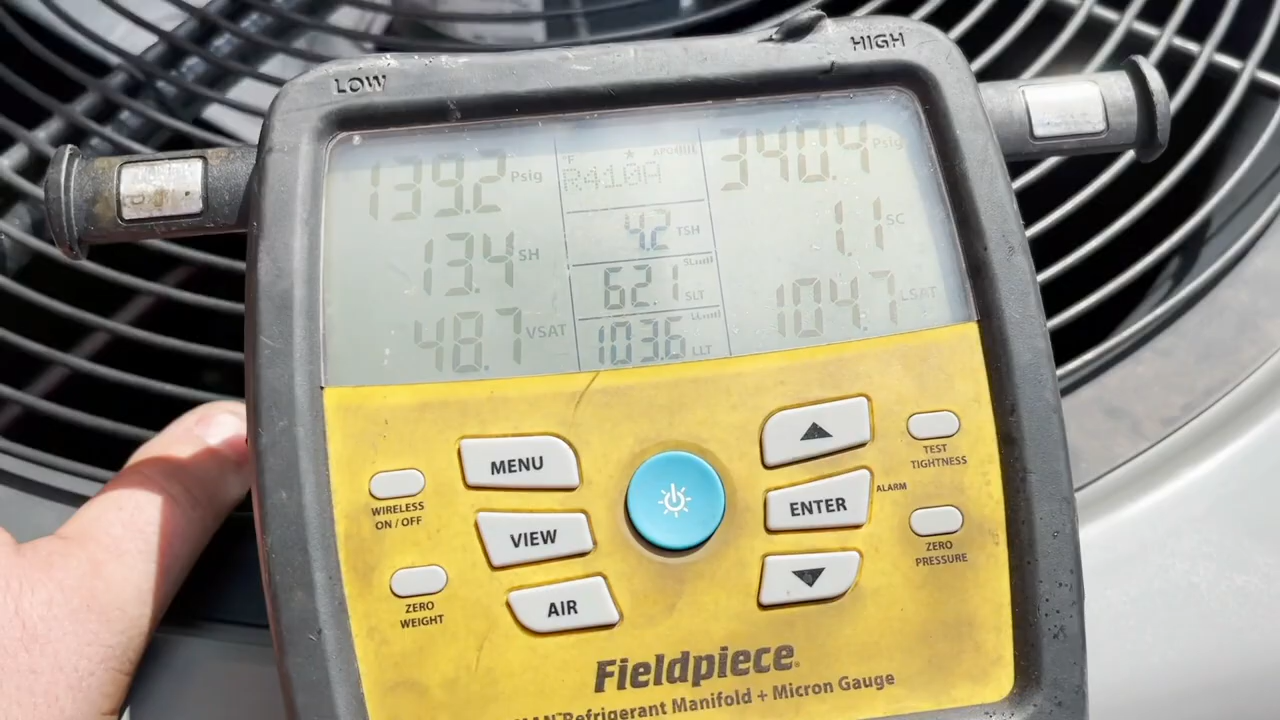 LOW
HIGH
139.2 Psig
°F
R410A
340.4 Psig
13.4 SH
4.2 TSH
1.1 SC
62.1 SLT
48.7 VSAT
103.6 LLT
104.7 LSAT
MENU
VIEW
AIR
ENTER
ALARM
WIRELESS
ON / OFF
ZERO
WEIGHT
TEST
TIGHTNESS
ZERO
PRESSURE
Fieldpiece
Refrigerant Manifold + Micron Gauge